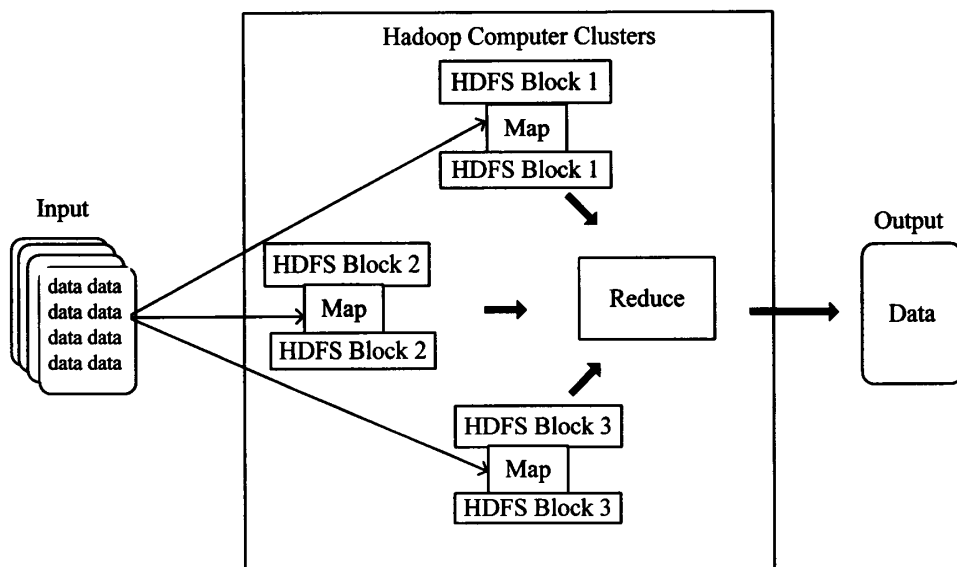 Hadoop Computer Clusters
HDFS Block 1
Map
HDFS Block 1
Input
data data
data data
data data
data data
HDFS Block 2
Map
HDFS Block 2
Reduce
Output
Data
HDFS Block 3
Map
HDFS Block 3